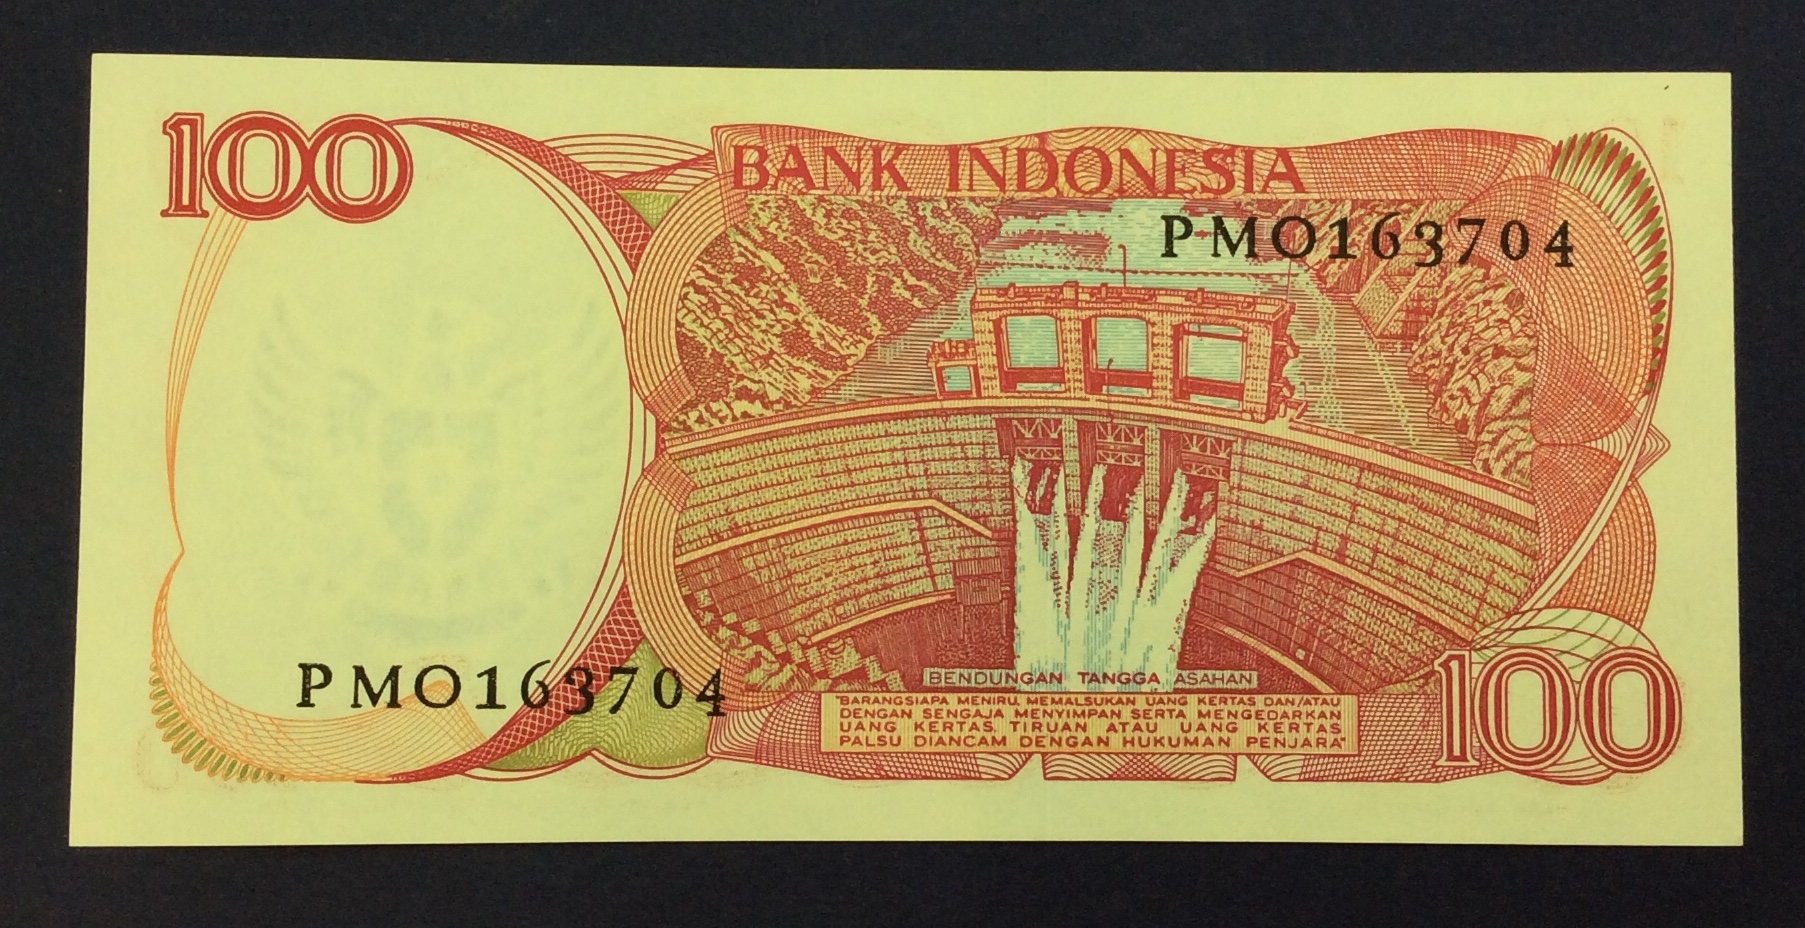 100
BANK INDONESIA
PMO163704
PMO163704
BENDUNGAN TANGGA ASAHAN
"BARANGSIAPA MENIRU, MEMALSUKAN UANG KERTAS DAN/ATAU
DENGAN SENGAJA MENYIMPAN SERTA MENGEDARKAN
UANG KERTAS TIRUAN ATAU UANG KERTAS
PALSU DIANCAM DENGAN HUKUMAN PENJARA"
100